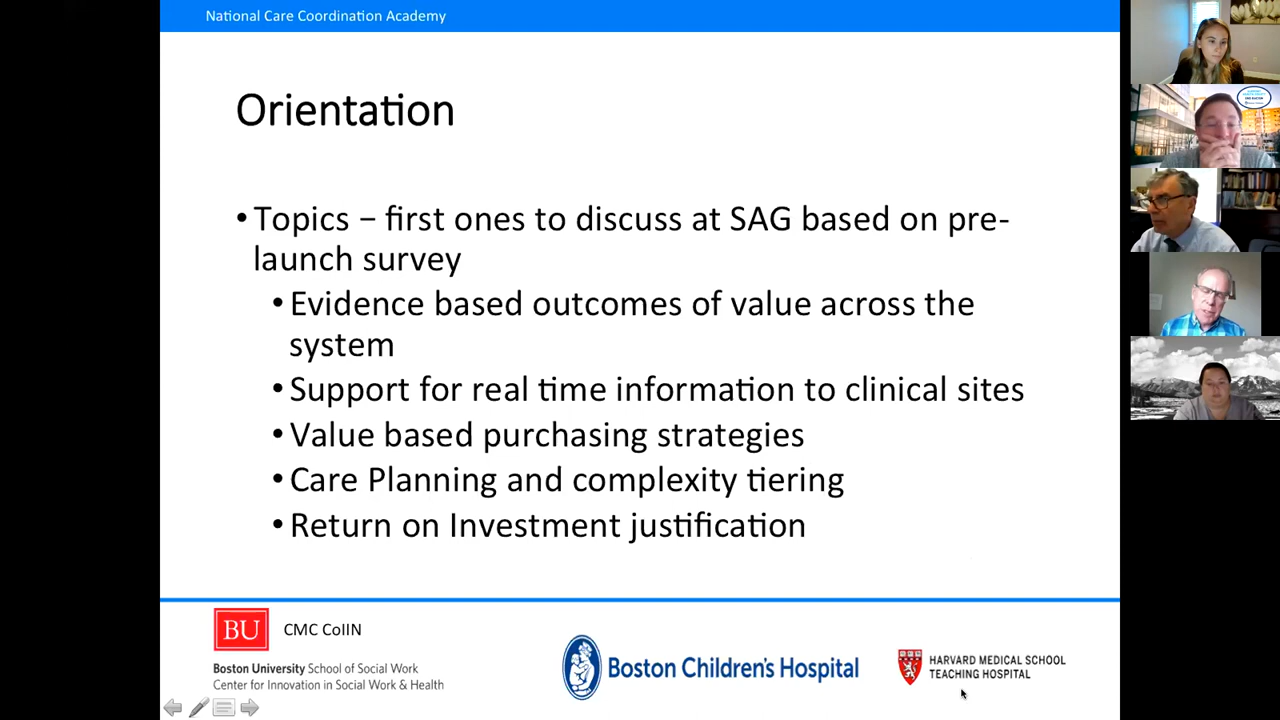 National Care Coordination Academy
Orientation
• Topics – first ones to discuss at SAG based on pre-
launch survey
• Evidence based outcomes of value across the
system
• Support for real time information to clinical sites
• Value based purchasing strategies
• Care Planning and complexity tiering
• Return on Investment justification
BU
CMC CoIIN
Boston University School of Social Work
Center for Innovation in Social Work & Health
Boston Children's Hospital
HARVARD MEDICAL SCHOOL
TEACHING HOSPITAL